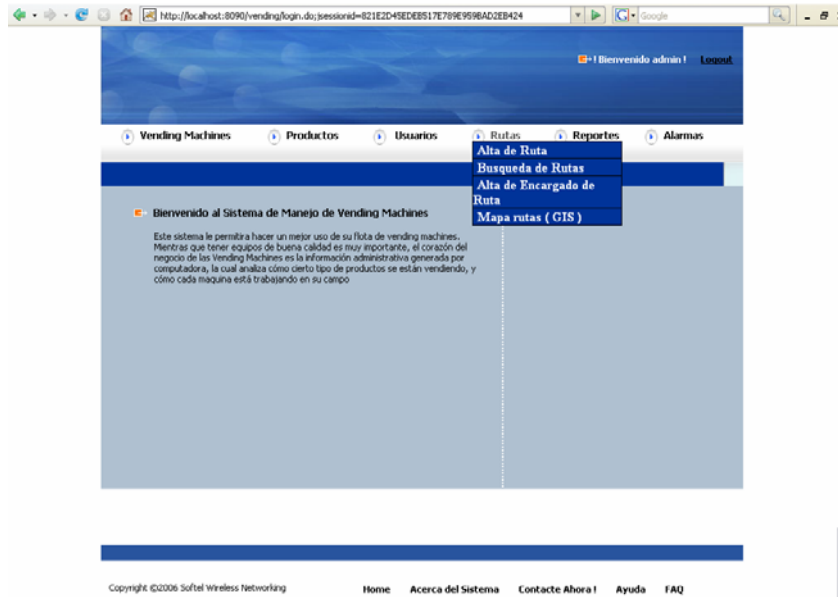 http://localhost:8090/vending/login.do;jsessionid=821E2D45EDEB517E789E959BAD2EB424
Google
! Bienvenido admin ! Logout
Vending Machines Productos Usuarios Rutas Reportes Alarmas
Alta de Ruta
Busqueda de Rutas
Alta de Encargado de
Ruta
Mapa rutas ( GIS )
Bienvenido al Sistema de Manejo de Vending Machines
Este sistema le permitira hacer un mejor uso de su flota de vending machines.
Mientras que tener equipos de buena calidad es muy importante, el corazón del
negocio de las Vending Machines es la información administrativa generada por
computadora, la cual analiza cómo cierto tipo de productos se están vendiendo, y
cómo cada maquina está trabajando en su campo
Copyright ©2006 Softel Wireless Networking Home Acerca del Sistema Contacte Ahora ! Ayuda FAQ